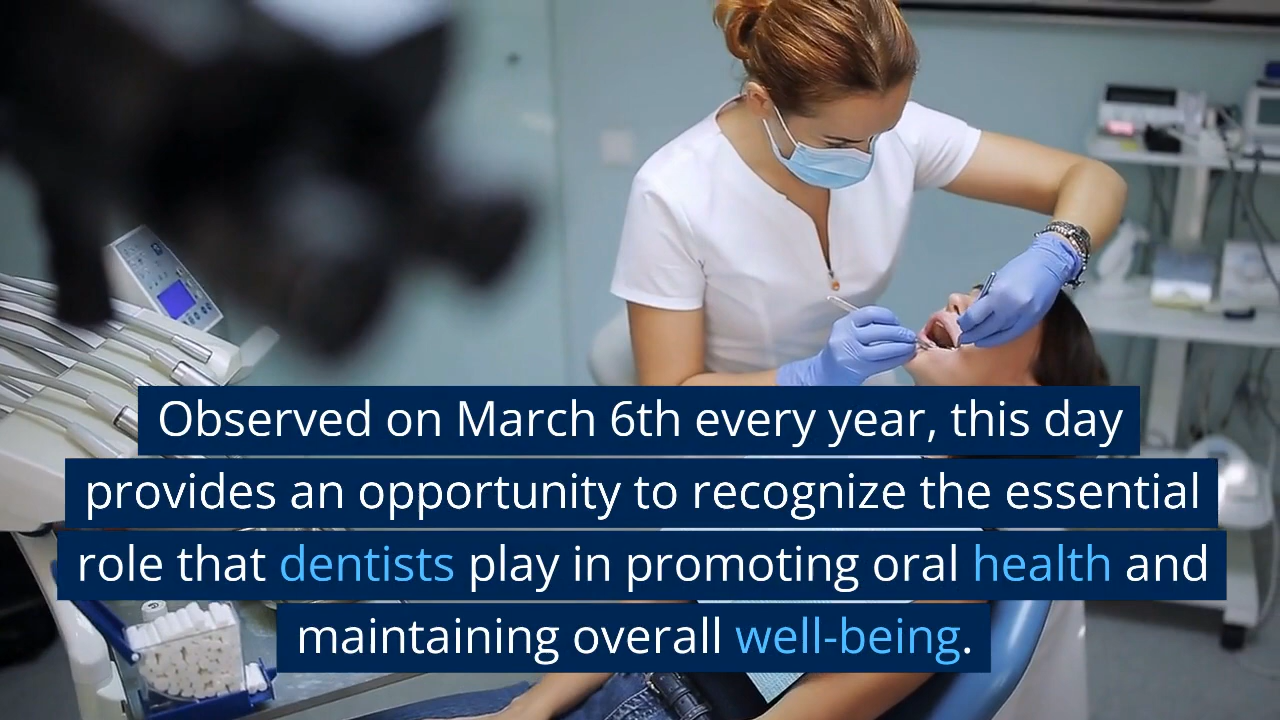 Observed on March 6th every year, this day
provides an opportunity to recognize the essential
role that dentists play in promoting oral health and
maintaining overall well-being.